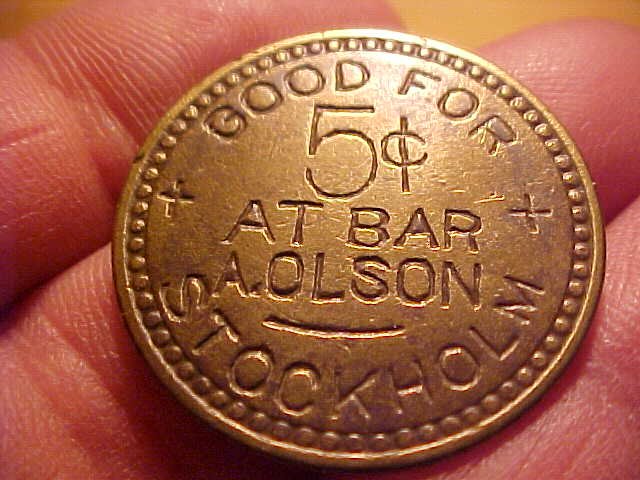 GOOD FOR
5¢
AT BAR
A. OLSON
STOCKHOLM